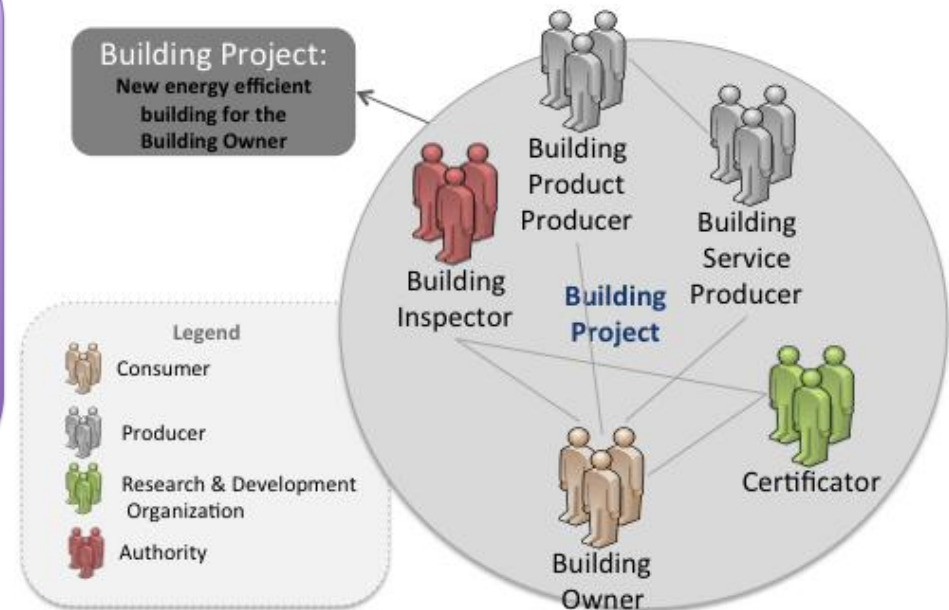 Building Project:
New energy efficient
building for the
Building Owner
Building
Product
Producer
Building
Service
Producer
Building
Inspector
Building
Project
Certificator
Building
Owner
Legend
Consumer
Producer
Research & Development
Organization
Authority